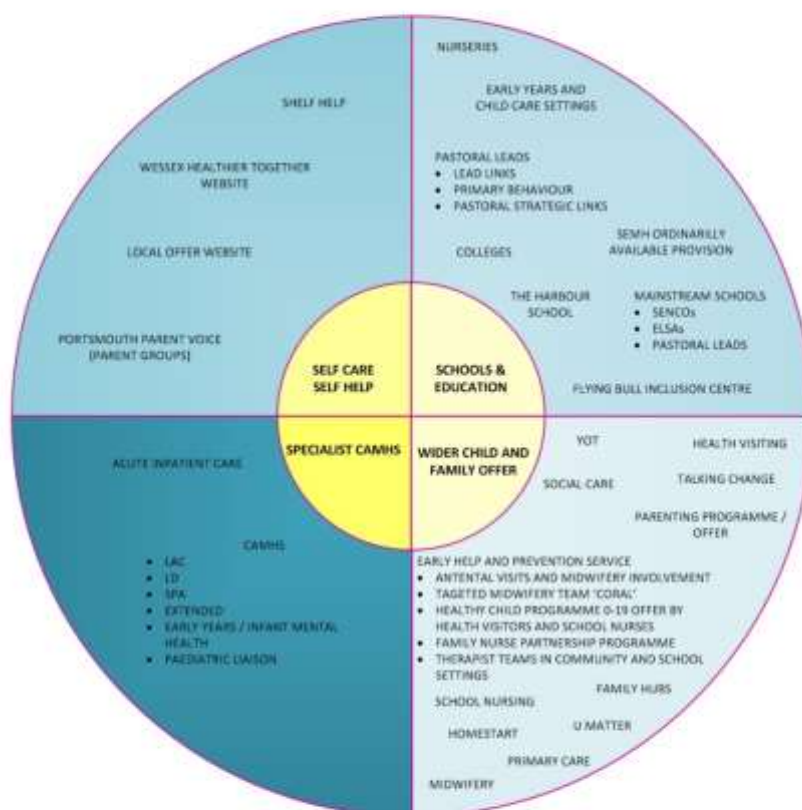 SHELF HELP
WESSEX HEALTHIER TOGETHER
WEBSITE
LOCAL OFFER WEBSITE
PORTSMOUTH PARENT VOICE
(PARENT GROUPS)
SELF CARE
SELF HELP
NURSERIES
EARLY YEARS AND
CHILD CARE SETTINGS
PASTORAL LEADS
• LEAD LINKS
• PRIMARY BEHAVIOUR
• PASTORAL STRATEGIC LINKS
SEMH ORDINARILLY
AVAILABLE PROVISION
COLLEGES
THE HARBOUR
SCHOOL
MAINSTREAM SCHOOLS
• SENCOs
• ELSAs
• PASTORAL LEADS
FLYING BULL INCLUSION CENTRE
SCHOOLS &
EDUCATION
SPECIALIST CAMHS
ACUTE INPATIENT CARE
CAMHS
• LAC
• LD
• SPA
• EXTENDED
• EARLY YEARS / INFANT MENTAL
HEALTH
• PAEDIATRIC LIAISON
WIDER CHILD AND
FAMILY OFFER
YOT
HEALTH VISITING
SOCIAL CARE
TALKING CHANGE
PARENTING PROGRAMME /
OFFER
EARLY HELP AND PREVENTION SERVICE
• ANTENTAL VISITS AND MIDWIFERY INVOLVEMENT
• TAGETED MIDWIFERY TEAM 'CORAL'
• HEALTHY CHILD PROGRAMME 0-19 OFFER BY
HEALTH VISITORS AND SCHOOL NURSES
• FAMILY NURSE PARTNERSHIP PROGRAMME
• THERAPIST TEAMS IN COMMUNITY AND SCHOOL
SETTINGS
FAMILY HUBS
SCHOOL NURSING
U MATTER
HOMESTART
PRIMARY CARE
MIDWIFERY